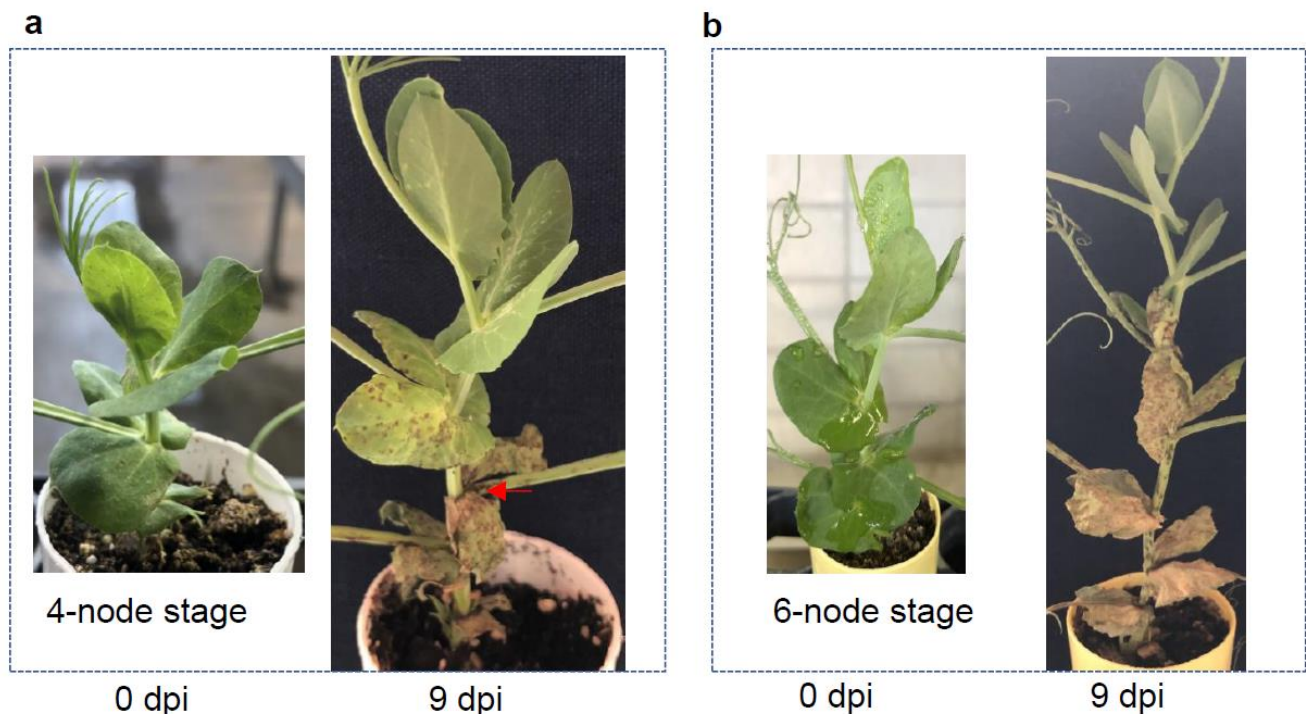 a
b
4-node stage
6-node stage
0 dpi
9 dpi
0 dpi
9 dpi